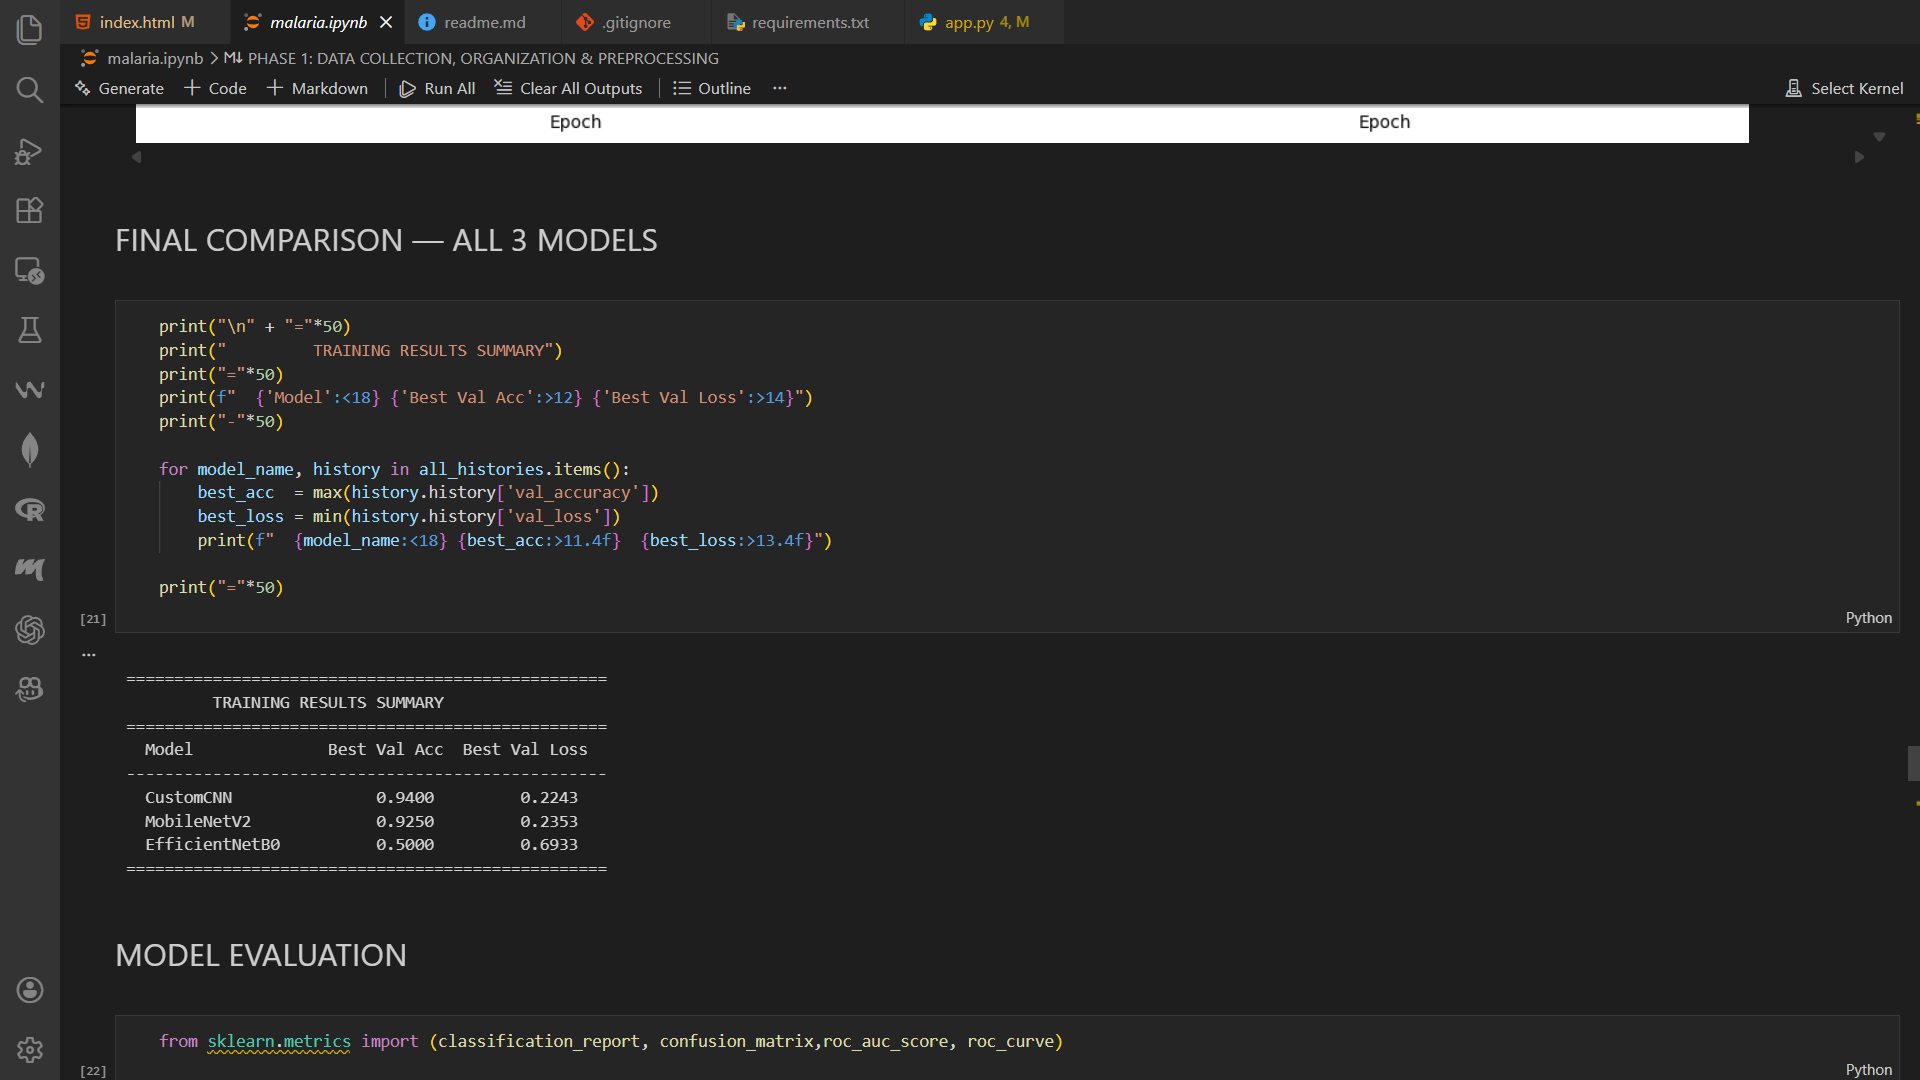 index.html M malaria.ipynb readme.md .gitignore requirements.txt app.py 4, M
malaria.ipynb > M↓ PHASE 1: DATA COLLECTION, ORGANIZATION & PREPROCESSING
Generate + Code + Markdown Run All Clear All Outputs Outline ... Select Kernel
Epoch Epoch
FINAL COMPARISON — ALL 3 MODELS
print("\n" + "="*50)
print("         TRAINING RESULTS SUMMARY")
print("="*50)
print(f"  {'Model':<18} {'Best Val Acc':>12} {'Best Val Loss':>14}")
print("-"*50)
for model_name, history in all_histories.items():
    best_acc  = max(history.history['val_accuracy'])
    best_loss = min(history.history['val_loss'])
    print(f"  {model_name:<18} {best_acc:>11.4f}  {best_loss:>13.4f}")
print("="*50)
[21]
Python
...
==================================================
         TRAINING RESULTS SUMMARY
==================================================
  Model              Best Val Acc  Best Val Loss
--------------------------------------------------
  CustomCNN               0.9400         0.2243
  MobileNetV2             0.9250         0.2353
  EfficientNetB0          0.5000         0.6933
==================================================
MODEL EVALUATION
from sklearn.metrics import (classification_report, confusion_matrix,roc_auc_score, roc_curve)
[22]
Python